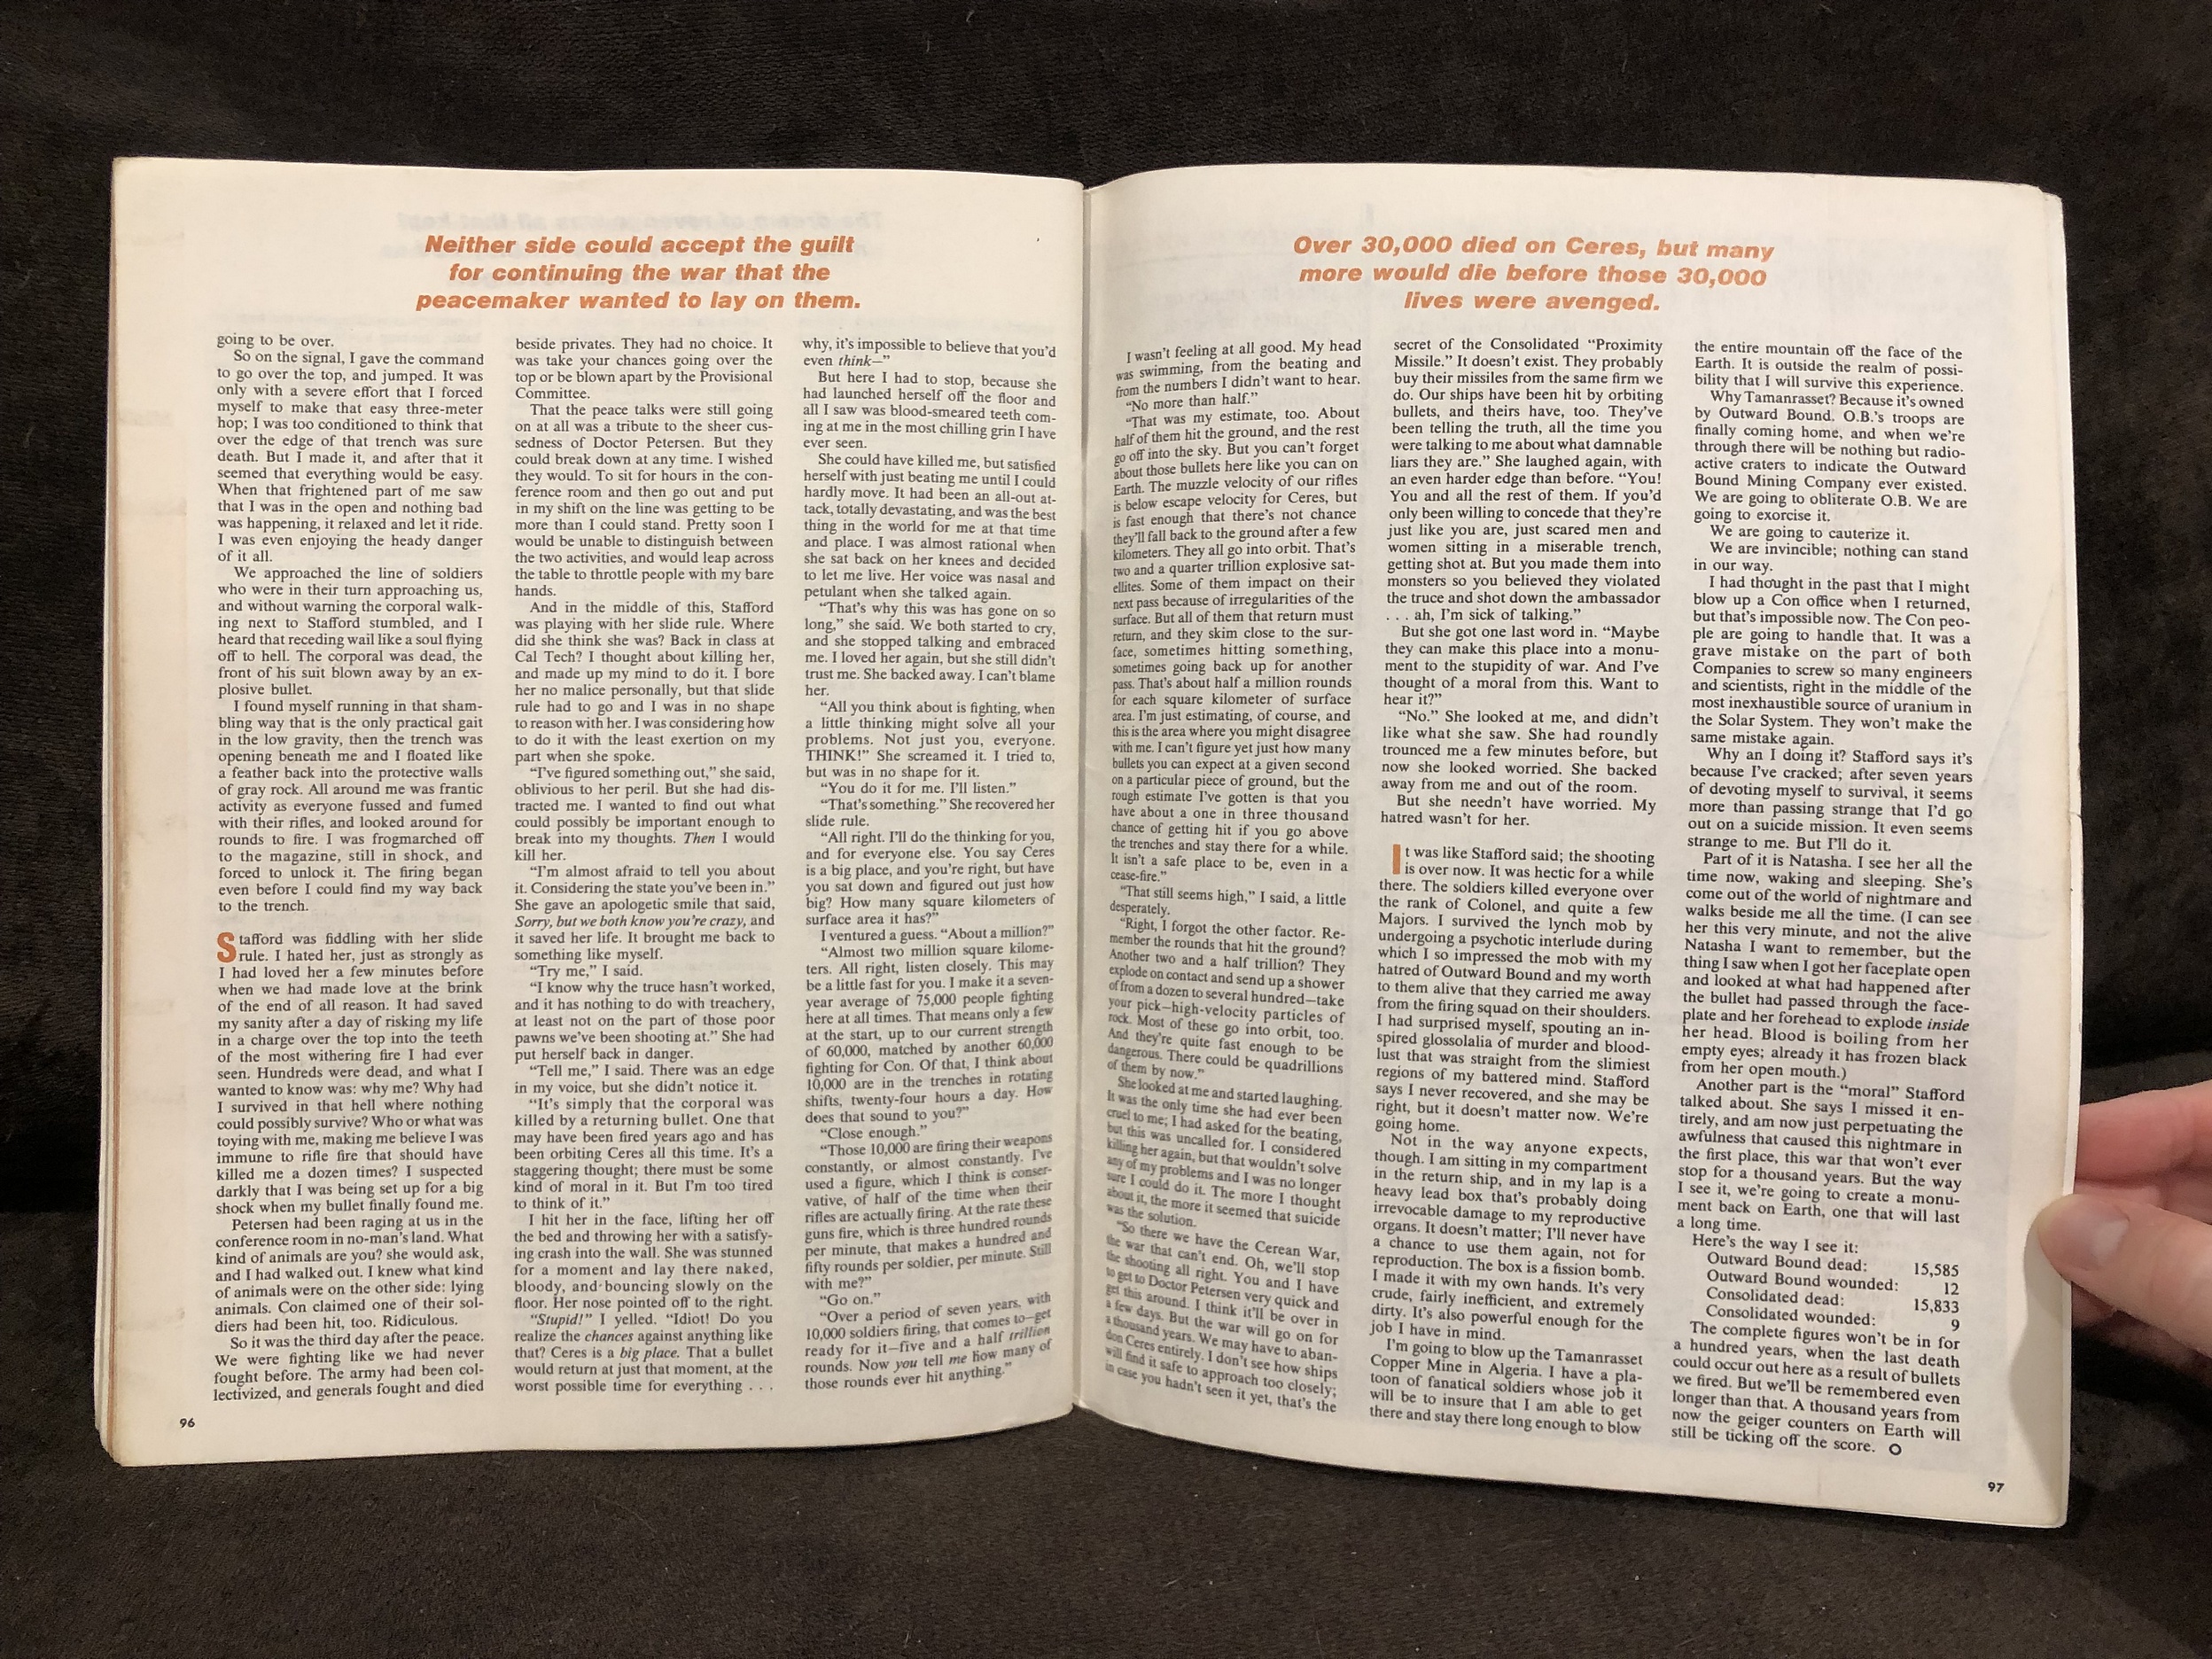 Neither side could accept the guilt
for continuing the war that the
peacemaker wanted to lay on them.
going to be over.
So on the signal, I gave the command
to go over the top, and jumped. It was
only with a severe effort that I forced
myself to make that easy three-meter
hop; I was too conditioned to think that
over the edge of that trench was sure
death. But I made it, and after that it
seemed that everything would be easy.
When that frightened part of me saw
that I was in the open and nothing bad
was happening, it relaxed and let it ride.
I was even enjoying the heady danger
of it all.
We approached the line of soldiers
who were in their turn approaching us,
and without warning the corporal walk-
ing next to Stafford stumbled, and I
heard that receding wail like a soul flying
off to hell. The corporal was dead, the
front of his suit blown away by an ex-
plosive bullet.
I found myself running in that sham-
bling way that is the only practical gait
in the low gravity, then the trench was
opening beneath me and I floated like
a feather back into the protective walls
of gray rock. All around me was frantic
activity as everyone fussed and fumed
with their rifles, and looked around for
rounds to fire. I was frogmarched off
to the magazine, still in shock, and
forced to unlock it. The firing began
even before I could find my way back
to the trench.
Stafford was fiddling with her slide
rule. I hated her, just as strongly as
I had loved her a few minutes before
when we had made love at the brink
of the end of all reason. It had saved
my sanity after a day of risking my life
in a charge over the top into the teeth
of the most withering fire I had ever
seen. Hundreds were dead, and what I
wanted to know was: why me? Why had
I survived in that hell where nothing
could possibly survive? Who or what was
toying with me, making me believe I was
immune to rifle fire that should have
killed me a dozen times? I suspected
darkly that I was being set up for a big
shock when my bullet finally found me.
Petersen had been raging at us in the
conference room in no-man's land. What
kind of animals are you? she would ask,
and I had walked out. I knew what kind
of animals were on the other side: lying
animals. Con claimed one of their sol-
diers had been hit, too. Ridiculous.
So it was the third day after the peace.
We were fighting like we had never
fought before. The army had been col-
lectivized, and generals fought and died
beside privates. They had no choice. It
was take your chances going over the
top or be blown apart by the Provisional
Committee.
That the peace talks were still going
on at all was a tribute to the sheer cus-
sedness of Doctor Petersen. But they
could break down at any time. I wished
they would. To sit for hours in the con-
ference room and then go out and put
in my shift on the line was getting to be
more than I could stand. Pretty soon I
would be unable to distinguish between
the two activities, and would leap across
the table to throttle people with my bare
hands.
And in the middle of this, Stafford
was playing with her slide rule. Where
did she think she was? Back in class at
Cal Tech? I thought about killing her,
and made up my mind to do it. I bore
her no malice personally, but that slide
rule had to go and I was in no shape
to reason with her. I was considering how
to do it with the least exertion on my
part when she spoke.
“I've figured something out,” she said,
oblivious to her peril. But she had dis-
tracted me. I wanted to find out what
could possibly be important enough to
break into my thoughts. Then I would
kill her.
“I'm almost afraid to tell you about
it. Considering the state you've been in.”
She gave an apologetic smile that said,
Sorry, but we both know you're crazy, and
it saved her life. It brought me back to
something like myself.
“Try me,” I said.
“I know why the truce hasn't worked,
and it has nothing to do with treachery,
at least not on the part of those poor
pawns we've been shooting at.” She had
put herself back in danger.
“Tell me,” I said. There was an edge
in my voice, but she didn't notice it.
“It's simply that the corporal was
killed by a returning bullet. One that
may have been fired years ago and has
been orbiting Ceres all this time. It's a
staggering thought; there must be some
kind of moral in it. But I'm too tired
to think of it.”
I hit her in the face, lifting her off
the bed and throwing her with a satisfy-
ing crash into the wall. She was stunned
for a moment and lay there naked,
bloody, and bouncing slowly on the
floor. Her nose pointed off to the right.
“Stupid!” I yelled. “Idiot! Do you
realize the chances against anything like
that? Ceres is a big place. That a bullet
would return at just that moment, at the
worst possible time for everything . . .
why, it's impossible to believe that you'd
even think—”
But here I had to stop, because she
had launched herself off the floor and
all I saw was blood-smeared teeth com-
ing at me in the most chilling grin I have
ever seen.
She could have killed me, but satisfied
herself with just beating me until I could
hardly move. It had been an all-out at-
tack, totally devastating, and was the best
thing in the world for me at that time
and place. I was almost rational when
she sat back on her knees and decided
to let me live. Her voice was nasal and
petulant when she talked again.
“That's why this was has gone on so
long,” she said. We both started to cry,
and she stopped talking and embraced
me. I loved her again, but she still didn't
trust me. She backed away. I can't blame
her.
“All you think about is fighting, when
a little thinking might solve all your
problems. Not just you, everyone.
THINK!” She screamed it. I tried to,
but was in no shape for it.
“You do it for me. I'll listen.”
“That's something.” She recovered her
slide rule.
“All right. I'll do the thinking for you,
and for everyone else. You say Ceres
is a big place, and you're right, but have
you sat down and figured out just how
big? How many square kilometers of
surface area it has?”
I ventured a guess. “About a million?”
“Almost two million square kilome-
ters. All right, listen closely. This may
be a little fast for you. I make it a seven-
year average of 75,000 people fighting
here at all times. That means only a few
at the start, up to our current strength
of 60,000, matched by another 60,000
fighting for Con. Of that, I think about
10,000 are in the trenches in rotating
shifts, twenty-four hours a day. How
does that sound to you?”
“Close enough.”
“Those 10,000 are firing their weapons
constantly, or almost constantly. I've
used a figure, which I think is conser-
vative, of half of the time when their
rifles are actually firing. At the rate these
guns fire, which is three hundred rounds
per minute, that makes a hundred and
fifty rounds per soldier, per minute. Still
with me?”
“Go on.”
“Over a period of seven years, with
10,000 soldiers firing, that comes to—get
ready for it—five and a half trillion
rounds. Now you tell me how many of
those rounds ever hit anything.”
96
Over 30,000 died on Ceres, but many
more would die before those 30,000
lives were avenged.
I wasn't feeling at all good. My head
was swimming, from the beating and
from the numbers I didn't want to hear.
“No more than half.”
“That was my estimate, too. About
half of them hit the ground, and the rest
go off into the sky. But you can't forget
about those bullets here like you can on
Earth. The muzzle velocity of our rifles
is below escape velocity for Ceres, but
is fast enough that there's not chance
they'll fall back to the ground after a few
kilometers. They all go into orbit. That's
two and a quarter trillion explosive sat-
ellites. Some of them impact on their
next pass because of irregularities of the
surface. But all of them that return must
return, and they skim close to the sur-
face, sometimes hitting something,
sometimes going back up for another
pass. That's about half a million rounds
for each square kilometer of surface
area. I'm just estimating, of course, and
this is the area where you might disagree
with me. I can't figure yet just how many
bullets you can expect at a given second
on a particular piece of ground, but the
rough estimate I've gotten is that you
have about a one in three thousand
chance of getting hit if you go above
the trenches and stay there for a while.
It isn't a safe place to be, even in a
cease-fire.”
“That still seems high,” I said, a little
desperately.
“Right, I forgot the other factor. Re-
member the rounds that hit the ground?
Another two and a half trillion? They
explode on contact and send up a shower
of from a dozen to several hundred—take
your pick—high-velocity particles of
rock. Most of these go into orbit, too.
And they're quite fast enough to be
dangerous. There could be quadrillions
of them by now.”
She looked at me and started laughing.
It was the only time she had ever been
cruel to me; I had asked for the beating,
but this was uncalled for. I considered
killing her again, but that wouldn't solve
any of my problems and I was no longer
sure I could do it. The more I thought
about it, the more it seemed that suicide
was the solution.
“So there we have the Cerean War,
the war that can't end. Oh, we'll stop
the shooting all right. You and I have
to get to Doctor Petersen very quick and
get this around. I think it'll be over in
a few days. But the war will go on for
a thousand years. We may have to aban-
don Ceres entirely. I don't see how ships
will find it safe to approach too closely;
in case you hadn't seen it yet, that's the
secret of the Consolidated “Proximity
Missile.” It doesn't exist. They probably
buy their missiles from the same firm we
do. Our ships have been hit by orbiting
bullets, and theirs have, too. They've
been telling the truth, all the time you
were talking to me about what damnable
liars they are.” She laughed again, with
an even harder edge than before. “You!
You and all the rest of them. If you'd
only been willing to concede that they're
just like you are, just scared men and
women sitting in a miserable trench,
getting shot at. But you made them into
monsters so you believed they violated
the truce and shot down the ambassador
. . . ah, I'm sick of talking.”
But she got one last word in. “Maybe
they can make this place into a monu-
ment to the stupidity of war. And I've
thought of a moral from this. Want to
hear it?”
“No.” She looked at me, and didn't
like what she saw. She had roundly
trounced me a few minutes before, but
now she looked worried. She backed
away from me and out of the room.
But she needn't have worried. My
hatred wasn't for her.
It was like Stafford said; the shooting
is over now. It was hectic for a while
there. The soldiers killed everyone over
the rank of Colonel, and quite a few
Majors. I survived the lynch mob by
undergoing a psychotic interlude during
which I so impressed the mob with my
hatred of Outward Bound and my worth
to them alive that they carried me away
from the firing squad on their shoulders.
I had surprised myself, spouting an in-
spired glossolalia of murder and blood-
lust that was straight from the slimiest
regions of my battered mind. Stafford
says I never recovered, and she may be
right, but it doesn't matter now. We're
going home.
Not in the way anyone expects,
though. I am sitting in my compartment
in the return ship, and in my lap is a
heavy lead box that's probably doing
irrevocable damage to my reproductive
organs. It doesn't matter; I'll never have
a chance to use them again, not for
reproduction. The box is a fission bomb.
I made it with my own hands. It's very
crude, fairly inefficient, and extremely
dirty. It's also powerful enough for the
job I have in mind.
I'm going to blow up the Tamanrasset
Copper Mine in Algeria. I have a pla-
toon of fanatical soldiers whose job it
will be to insure that I am able to get
there and stay there long enough to blow
the entire mountain off the face of the
Earth. It is outside the realm of possi-
bility that I will survive this experience.
Why Tamanrasset? Because it's owned
by Outward Bound. O.B.'s troops are
finally coming home, and when we're
through there will be nothing but radio-
active craters to indicate the Outward
Bound Mining Company ever existed.
We are going to obliterate O.B. We are
going to exorcise it.
We are going to cauterize it.
We are invincible; nothing can stand
in our way.
I had thought in the past that I might
blow up a Con office when I returned,
but that's impossible now. The Con peo-
ple are going to handle that. It was a
grave mistake on the part of both
Companies to screw so many engineers
and scientists, right in the middle of the
most inexhaustible source of uranium in
the Solar System. They won't make the
same mistake again.
Why an I doing it? Stafford says it's
because I've cracked; after seven years
of devoting myself to survival, it seems
more than passing strange that I'd go
out on a suicide mission. It even seems
strange to me. But I'll do it.
Part of it is Natasha. I see her all the
time now, waking and sleeping. She's
come out of the world of nightmare and
walks beside me all the time. (I can see
her this very minute, and not the alive
Natasha I want to remember, but the
thing I saw when I got her faceplate open
and looked at what had happened after
the bullet had passed through the face-
plate and her forehead to explode inside
her head. Blood is boiling from her
empty eyes; already it has frozen black
from her open mouth.)
Another part is the “moral” Stafford
talked about. She says I missed it en-
tirely, and am now just perpetuating the
awfulness that caused this nightmare in
the first place, this war that won't ever
stop for a thousand years. But the way
I see it, we're going to create a monu-
ment back on Earth, one that will last
a long time.
Here's the way I see it:
Outward Bound dead: 15,585
Outward Bound wounded: 12
Consolidated dead: 15,833
Consolidated wounded: 9
The complete figures won't be in for
a hundred years, when the last death
could occur out here as a result of bullets
we fired. But we'll be remembered even
longer than that. A thousand years from
now the geiger counters on Earth will
still be ticking off the score.
97